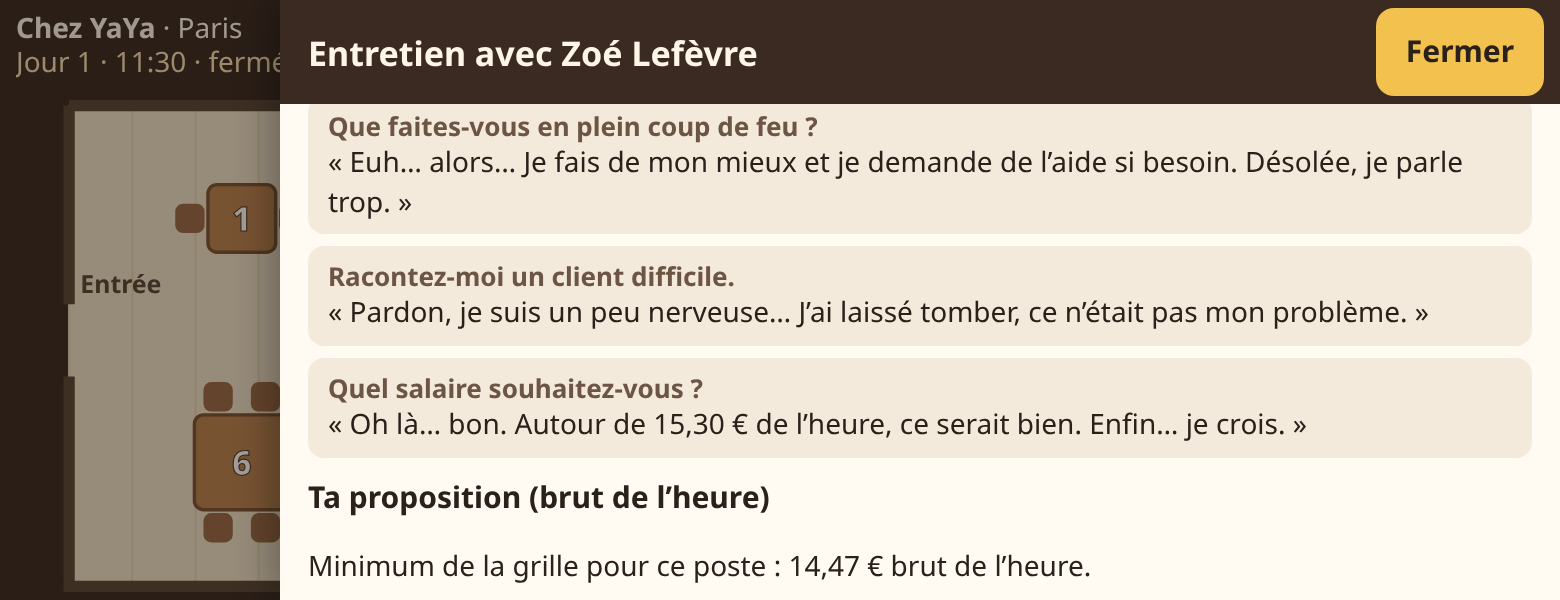 Chez YaYa · Paris
Jour 1 · 11:30 · fermé
1
Entrée
6
Entretien avec Zoé Lefèvre
Fermer
Que faites-vous en plein coup de feu ?
« Euh… alors… Je fais de mon mieux et je demande de l’aide si besoin. Désolée, je parle
trop. »
Racontez-moi un client difficile.
« Pardon, je suis un peu nerveuse… J’ai laissé tomber, ce n’était pas mon problème. »
Quel salaire souhaitez-vous ?
« Oh là… bon. Autour de 15,30 € de l’heure, ce serait bien. Enfin… je crois. »
Ta proposition (brut de l’heure)
Minimum de la grille pour ce poste : 14,47 € brut de l’heure.